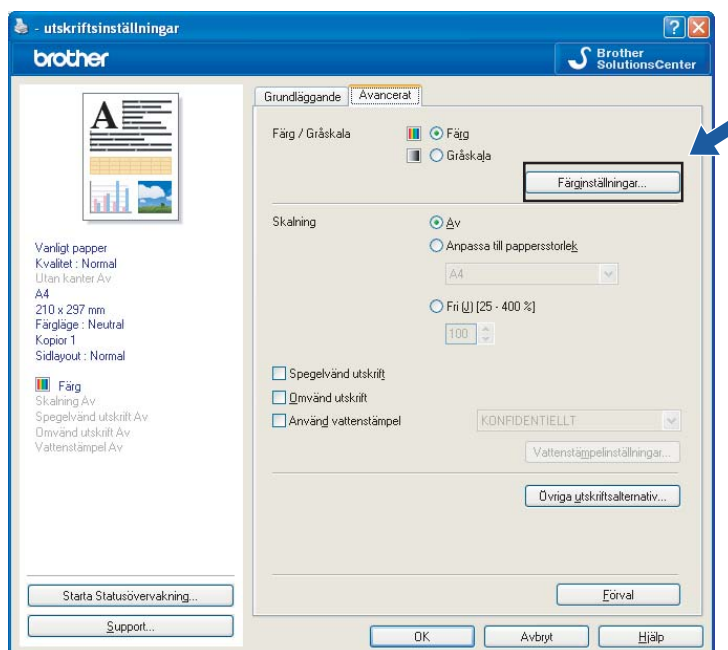 - utskriftsinställningar
brother
Brother
SolutionsCenter
A
Vanligt papper
Kvalitet : Normal
Utan kanter Av
A4
210 x 297 mm
Färgläge : Neutral
Kopior 1
Sidlayout : Normal
Färg
Skalning Av
Spegelvänd utskrift Av
Omvänd utskrift Av
Vattenstämpel Av
Starta Statusövervakning...
Support...
Grundläggande
Avancerat
Färg / Gråskala
Färg
Gråskala
Färginställningar...
Skalning
Av
Anpassa till pappersstorlek
A4
Fri (J) [25 - 400 %]
100
Spegelvänd utskrift
Omvänd utskrift
Använd vattenstämpel
KONFIDENTIELLT
Vattenstämpelinställningar...
Övriga utskriftsalternativ...
Förval
OK
Avbryt
Hjälp